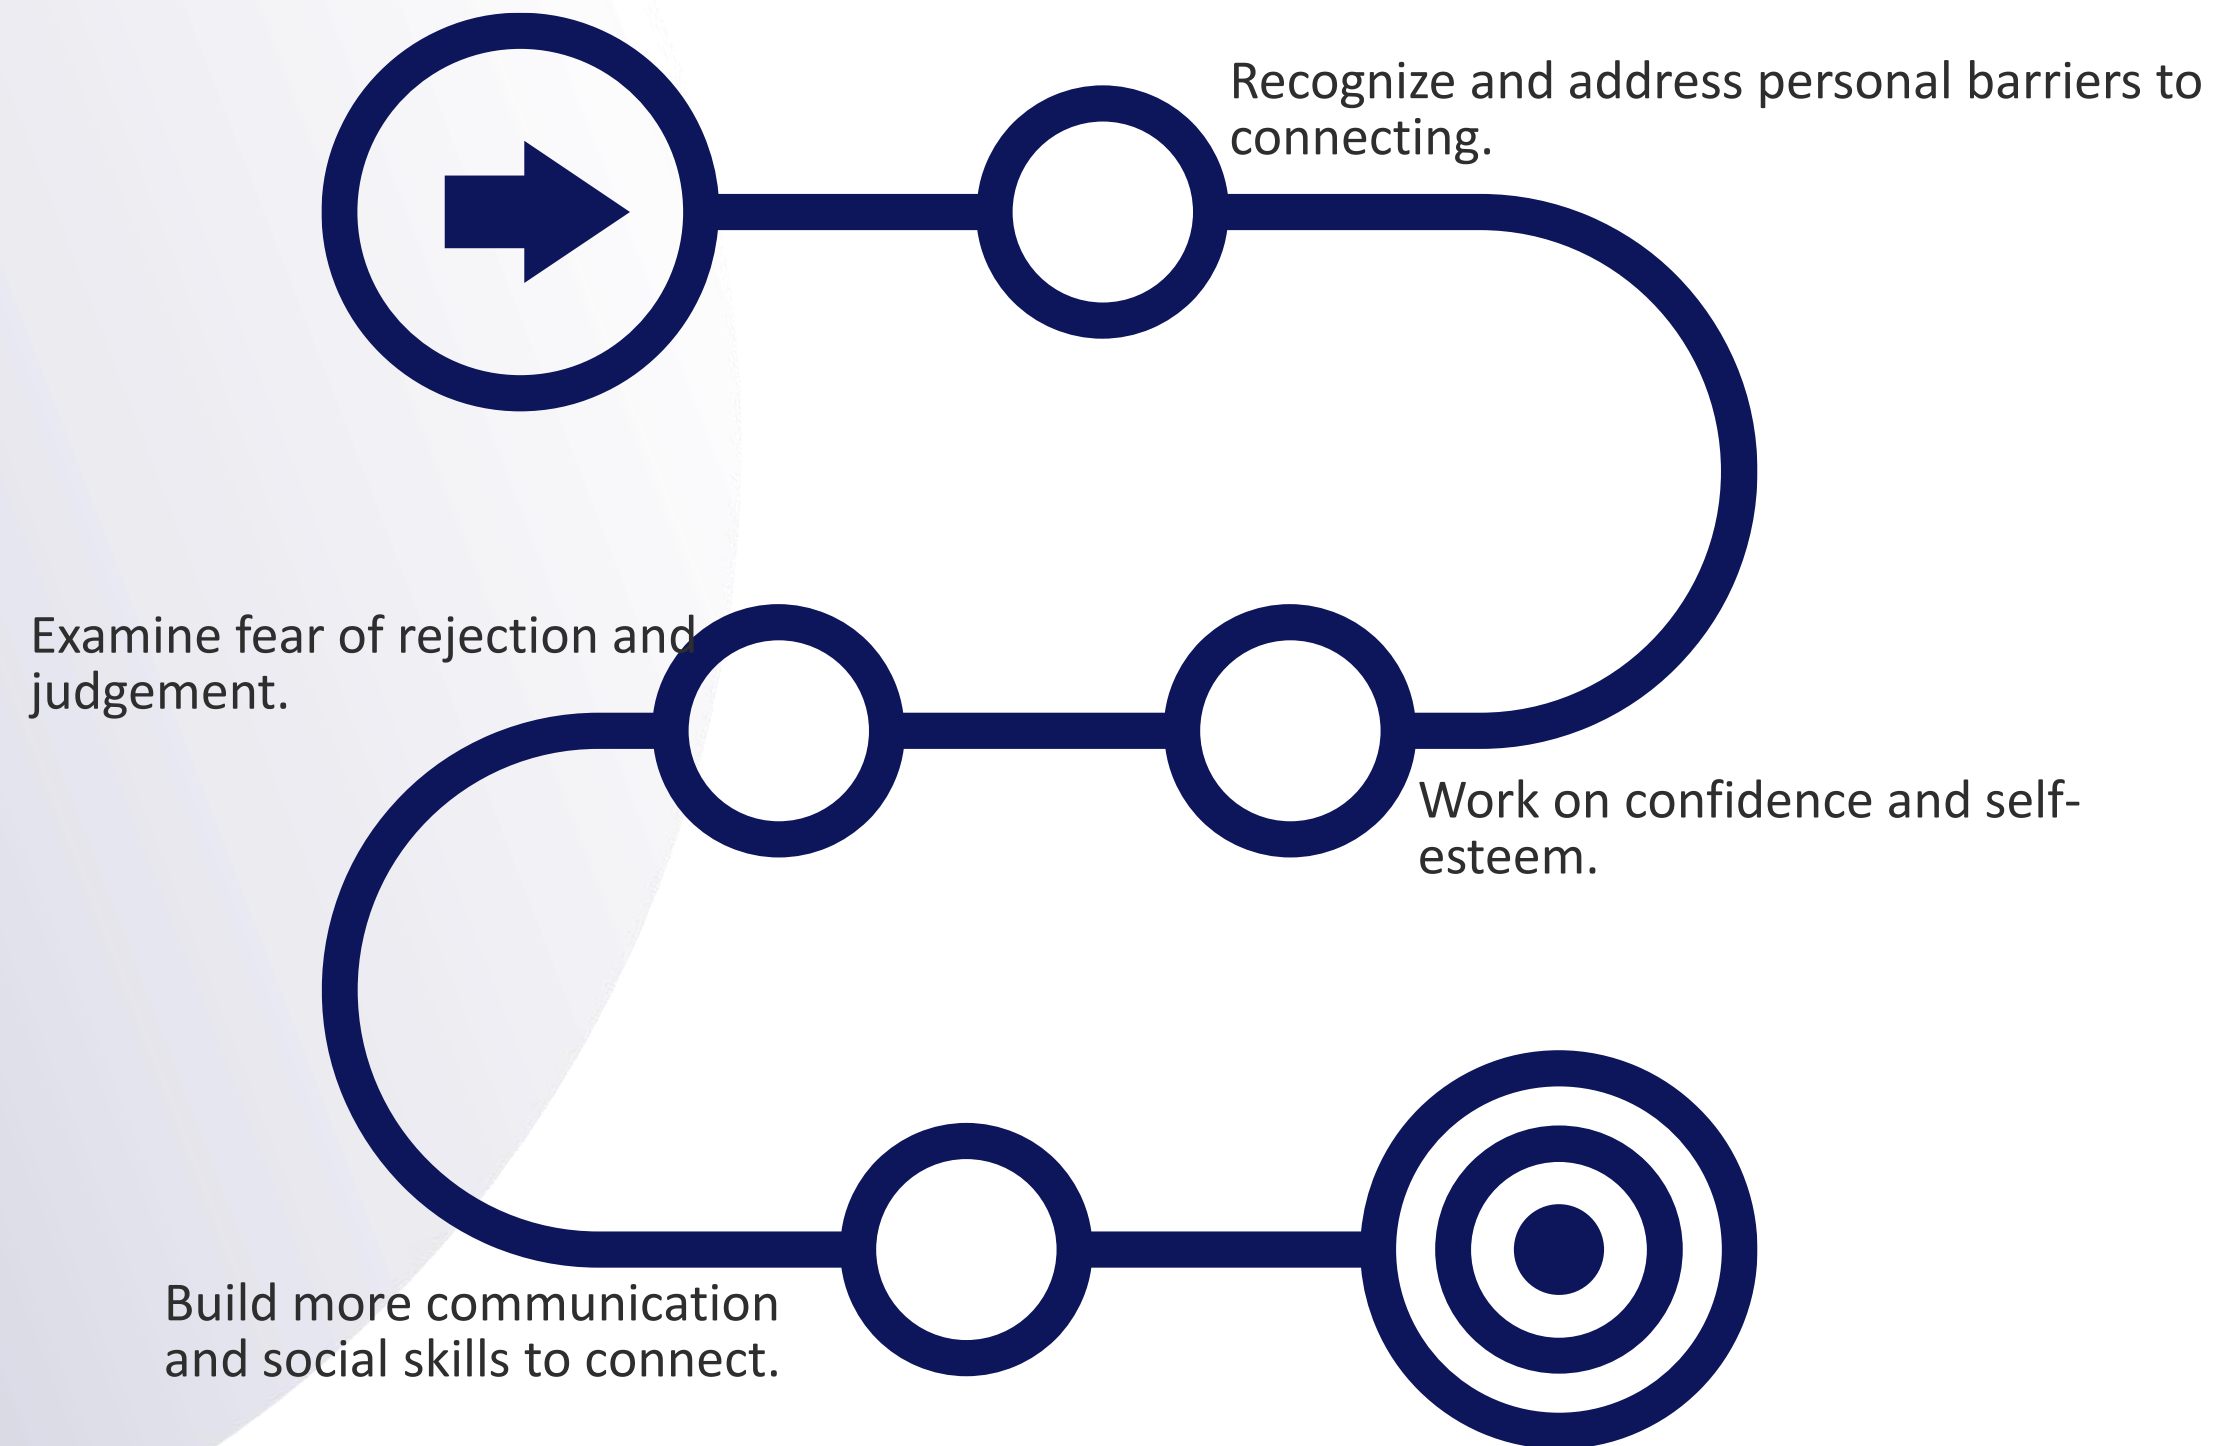 Recognize and address personal barriers to
connecting.
Examine fear of rejection and
judgement.
Work on confidence and self-
esteem.
Build more communication
and social skills to connect.